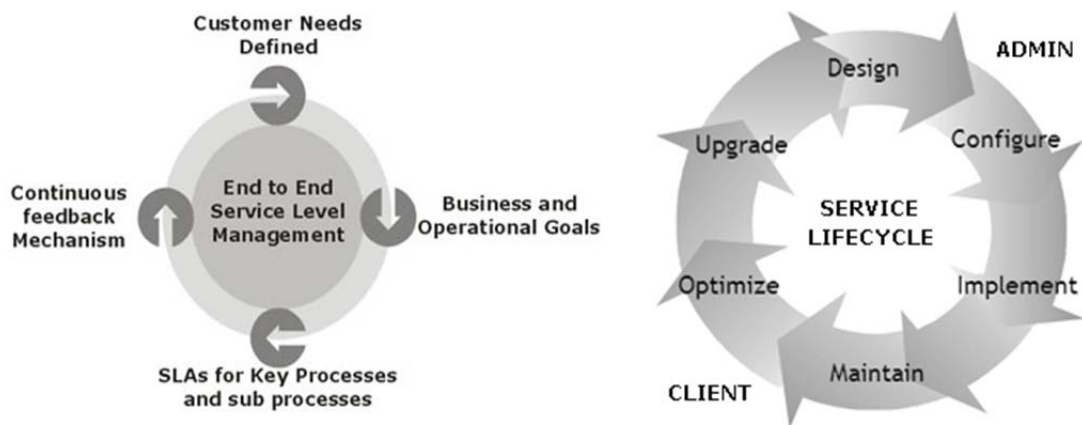 Customer Needs
Defined
Continuous
feedback
Mechanism
End to End
Service Level
Management
Business and
Operational Goals
SLAs for Key Processes
and sub processes
ADMIN
Design
Configure
Upgrade
SERVICE
LIFECYCLE
Optimize
Implement
Maintain
CLIENT